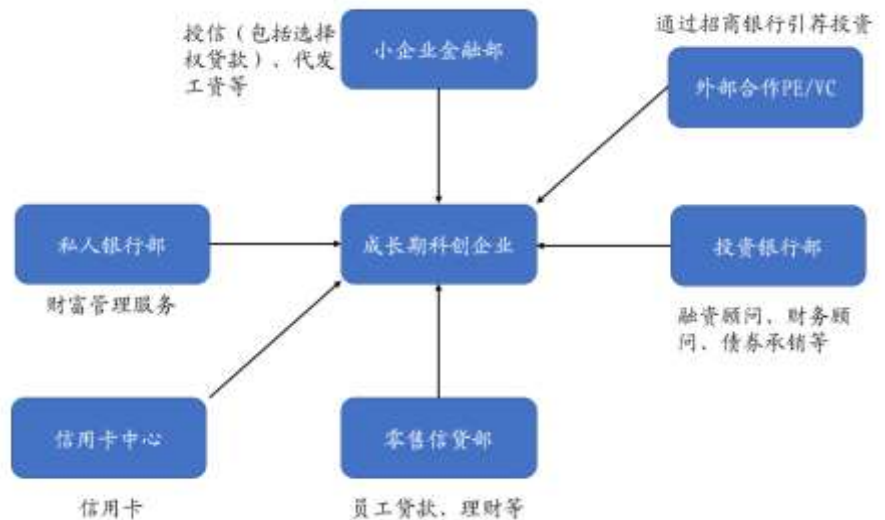 授信（包括选择
权贷款）、代发
工资等
小企业金融部
通过招商银行引荐投资
外部合作PE/VC
私人银行部
财富管理服务
成长期科创企业
投资银行部
融资顾问、财务顾
问、债券承销等
信用卡中心
信用卡
零售信贷部
员工贷款、理财等